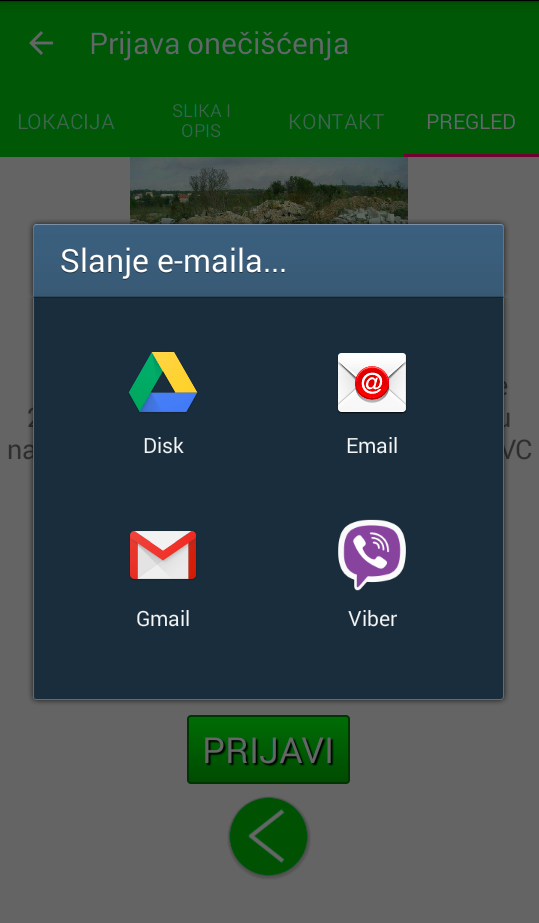 Prijava onečišćenja
LOKACIJA
SLIKA I
OPIS
KONTAKT
PREGLED
Slanje e-maila...
Disk
Email
Gmail
Viber
PRIJAVI